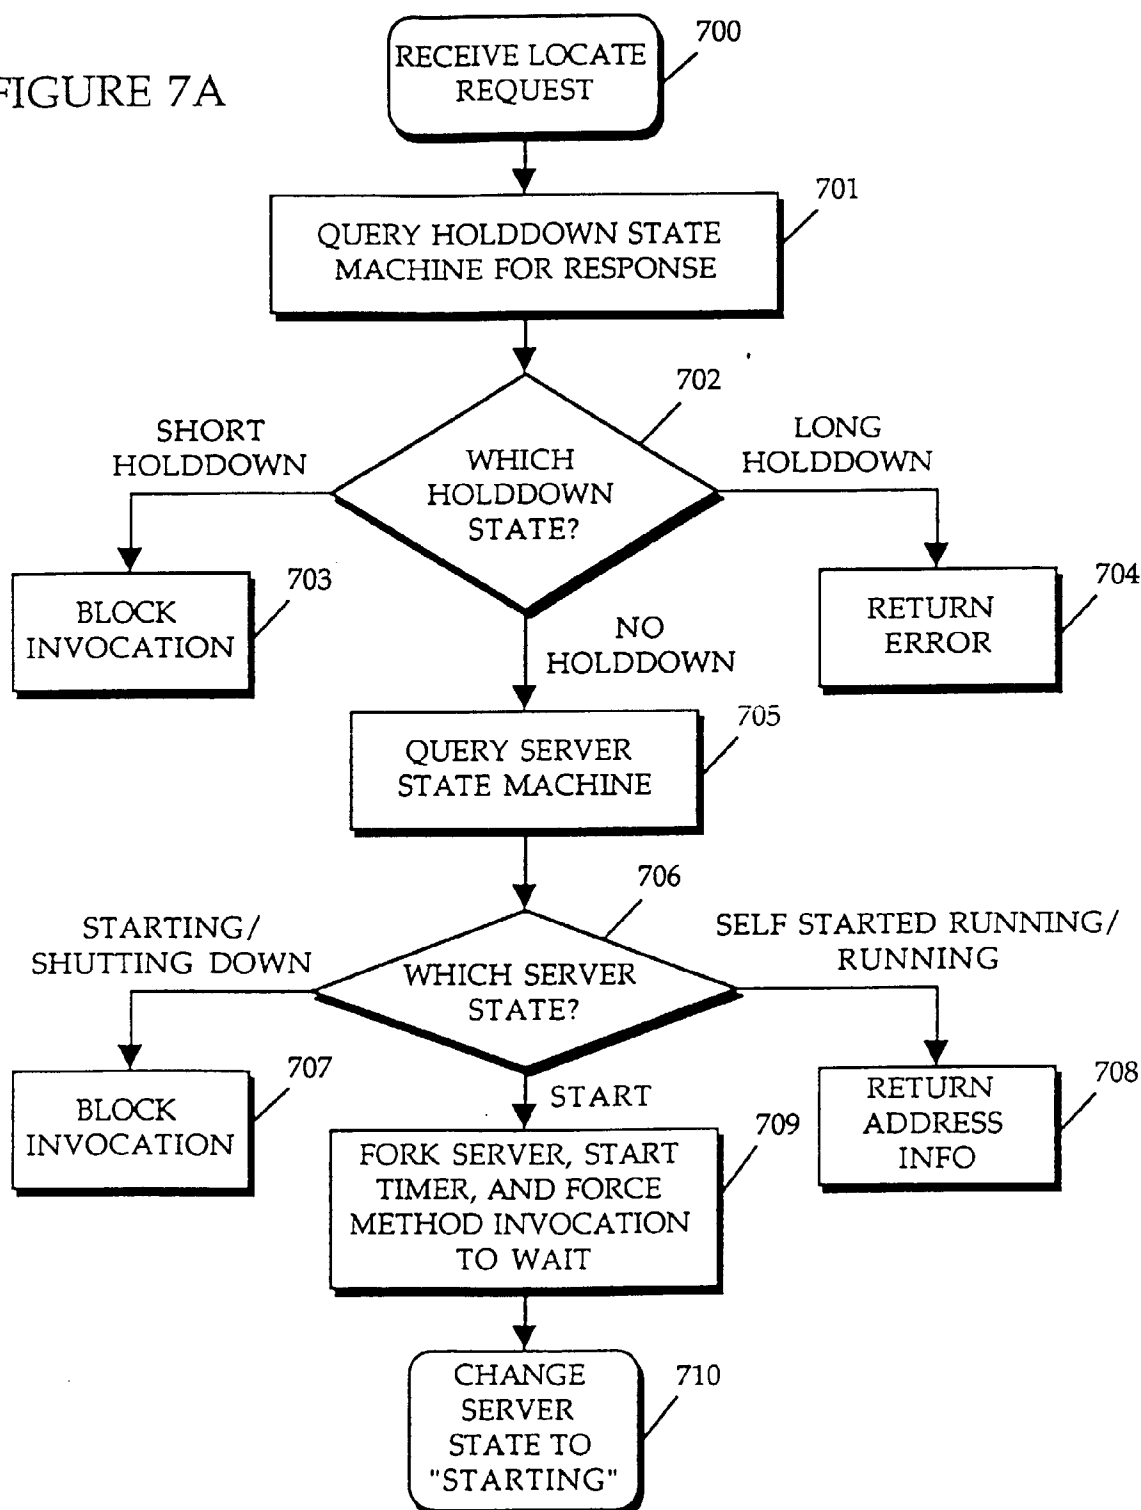 FIGURE 7A
RECEIVE LOCATE
REQUEST
700
QUERY HOLDDOWN STATE
MACHINE FOR RESPONSE
701
WHICH
HOLDDOWN
STATE?
702
SHORT
HOLDDOWN
LONG
HOLDDOWN
BLOCK
INVOCATION
703
NO
HOLDDOWN
RETURN
ERROR
704
QUERY SERVER
STATE MACHINE
705
WHICH SERVER
STATE?
706
STARTING/
SHUTTING DOWN
SELF STARTED RUNNING/
RUNNING
BLOCK
INVOCATION
707
START
RETURN
ADDRESS
INFO
708
FORK SERVER, START
TIMER, AND FORCE
METHOD INVOCATION
TO WAIT
709
CHANGE
SERVER
STATE TO
"STARTING"
710